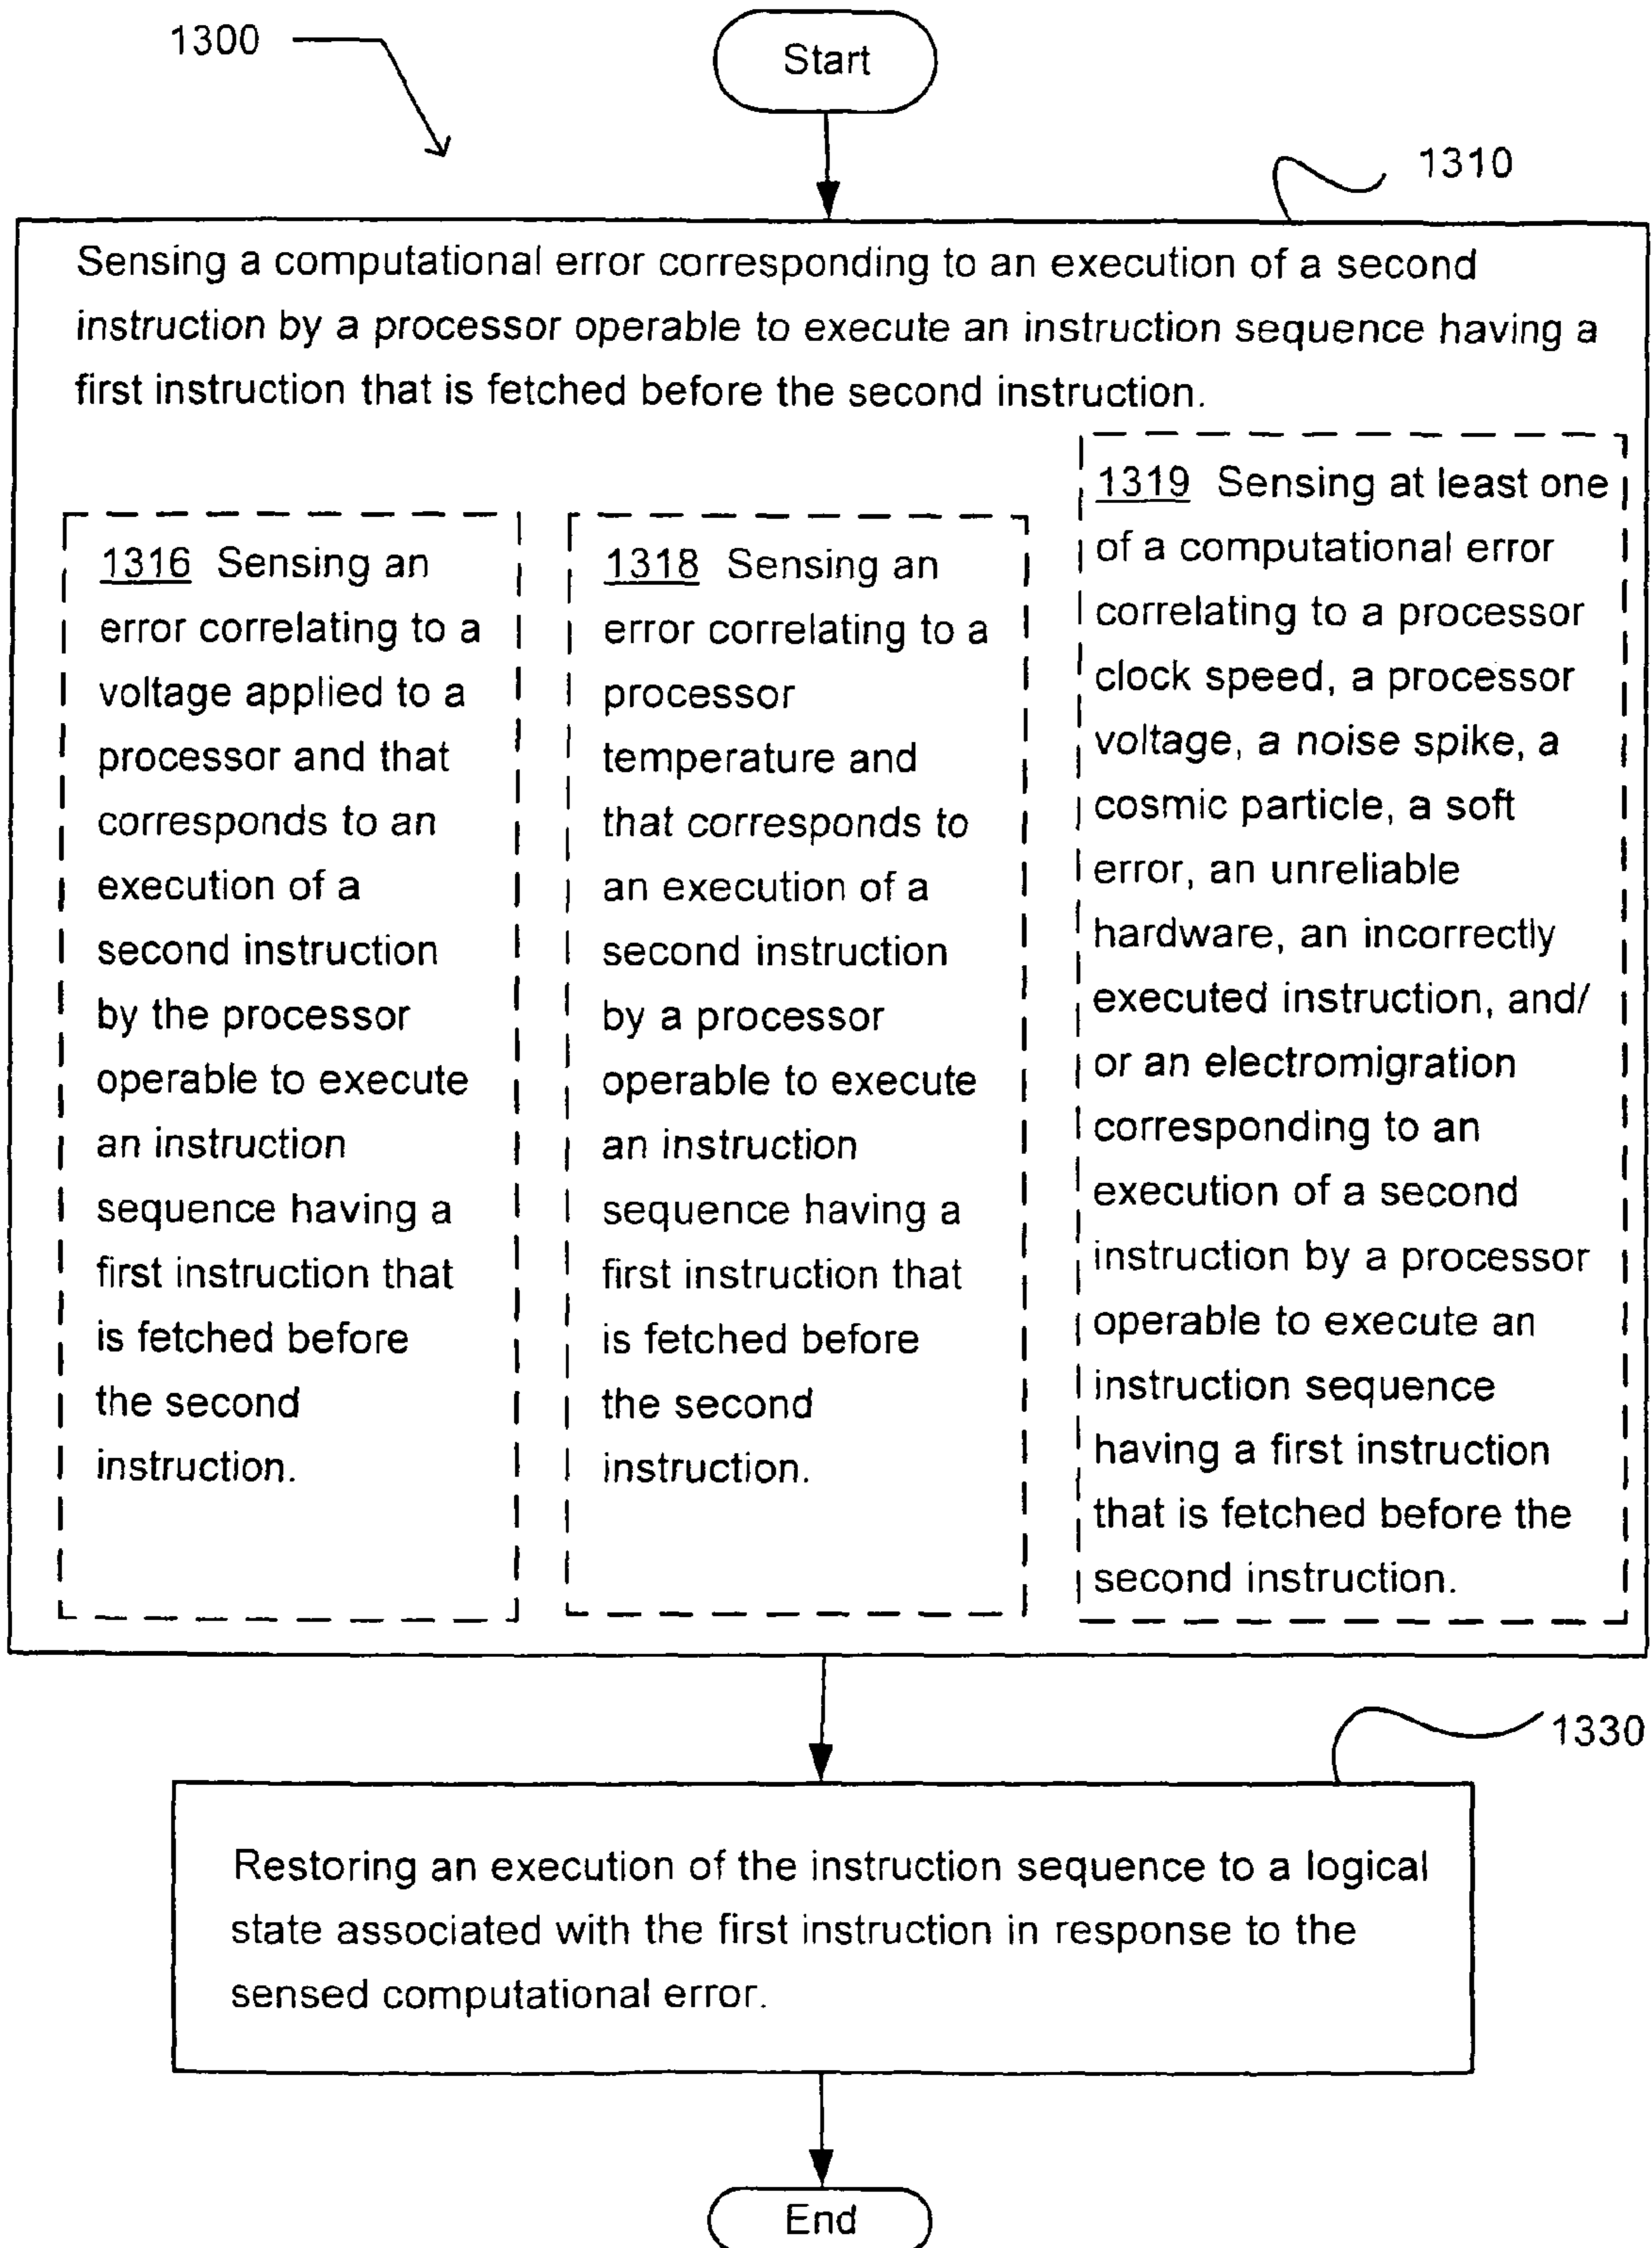 1300
Start
1310
Sensing a computational error corresponding to an execution of a second
instruction by a processor operable to execute an instruction sequence having a
first instruction that is fetched before the second instruction.
1316 Sensing an
error correlating to a
voltage applied to a
processor and that
corresponds to an
execution of a
second instruction
by the processor
operable to execute
an instruction
sequence having a
first instruction that
is fetched before
the second
instruction.
1318 Sensing an
error correlating to a
processor
temperature and
that corresponds to
an execution of a
second instruction
by a processor
operable to execute
an instruction
sequence having a
first instruction that
is fetched before
the second
instruction.
1319 Sensing at least one
of a computational error
correlating to a processor
clock speed, a processor
voltage, a noise spike, a
cosmic particle, a soft
error, an unreliable
hardware, an incorrectly
executed instruction, and/
or an electromigration
corresponding to an
execution of a second
instruction by a processor
operable to execute an
instruction sequence
having a first instruction
that is fetched before the
second instruction.
1330
Restoring an execution of the instruction sequence to a logical
state associated with the first instruction in response to the
sensed computational error.
End